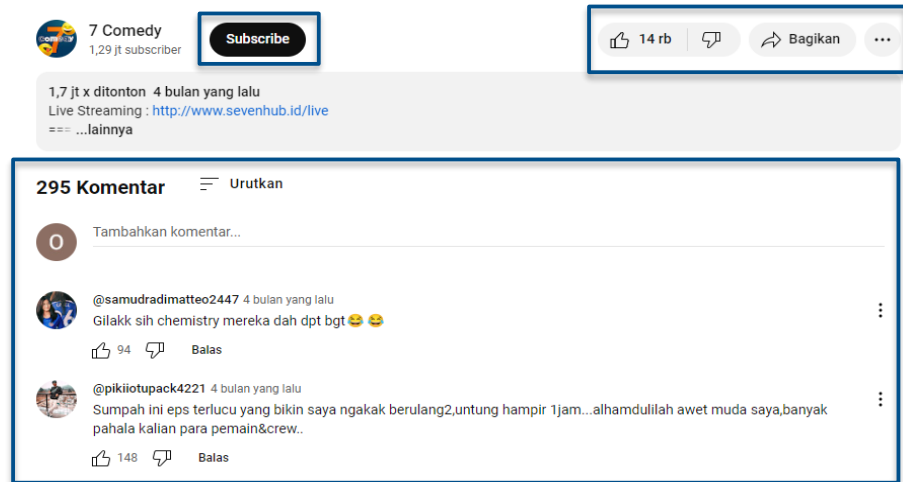 7 Comedy
1,29 jt subscriber
Subscribe
14 rb
Bagikan
1,7 jt x ditonton 4 bulan yang lalu
Live Streaming : http://www.sevenhub.id/live
=== ...lainnya
295 Komentar
Urutkan
O
Tambahkan komentar...
@samudradimatteo2447 4 bulan yang lalu
Gilakk sih chemistry mereka dah dpt bgt😂 😂
94
Balas
@pikiiotupack4221 4 bulan yang lalu
Sumpah ini eps terlucu yang bikin saya ngakak berulang2,untung hampir 1jam...alhamdulilah awet muda saya,banyak
pahala kalian para pemain&crew..
148
Balas